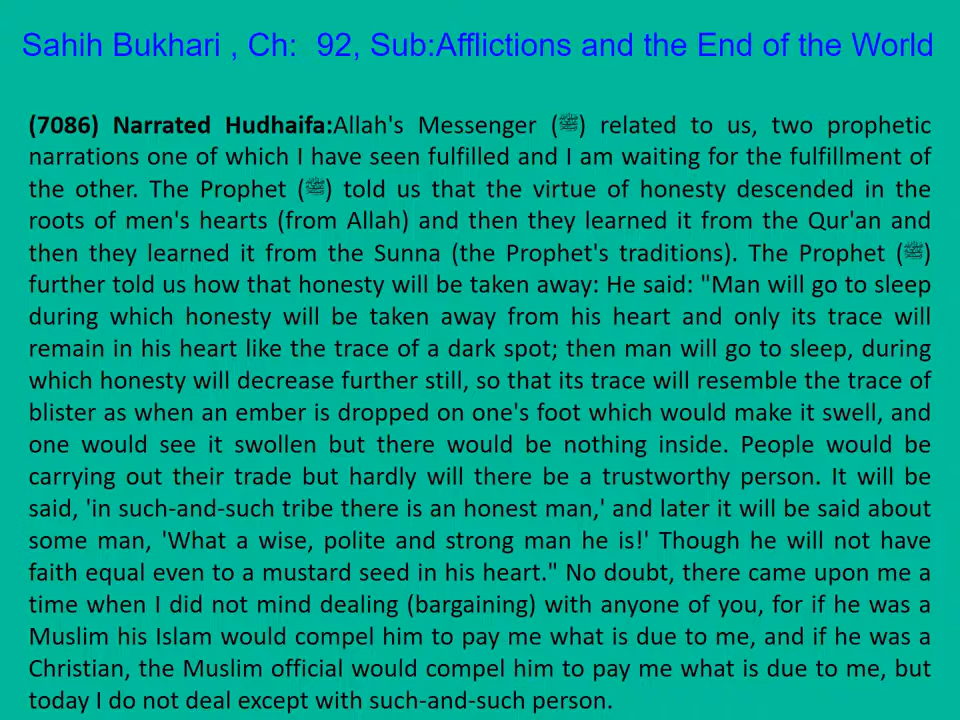 Sahih Bukhari , Ch:  92, Sub:Afflictions and the End of the World
(7086) Narrated Hudhaifa:Allah's Messenger (ﷺ) related to us, two prophetic
narrations one of which I have seen fulfilled and I am waiting for the fulfillment of
the other. The Prophet (ﷺ) told us that the virtue of honesty descended in the
roots of men's hearts (from Allah) and then they learned it from the Qur'an and
then they learned it from the Sunna (the Prophet's traditions). The Prophet (ﷺ)
further told us how that honesty will be taken away: He said: "Man will go to sleep
during which honesty will be taken away from his heart and only its trace will
remain in his heart like the trace of a dark spot; then man will go to sleep, during
which honesty will decrease further still, so that its trace will resemble the trace of
blister as when an ember is dropped on one's foot which would make it swell, and
one would see it swollen but there would be nothing inside. People would be
carrying out their trade but hardly will there be a trustworthy person. It will be
said, 'in such-and-such tribe there is an honest man,' and later it will be said about
some man, 'What a wise, polite and strong man he is!' Though he will not have
faith equal even to a mustard seed in his heart." No doubt, there came upon me a
time when I did not mind dealing (bargaining) with anyone of you, for if he was a
Muslim his Islam would compel him to pay me what is due to me, and if he was a
Christian, the Muslim official would compel him to pay me what is due to me, but
today I do not deal except with such-and-such person.